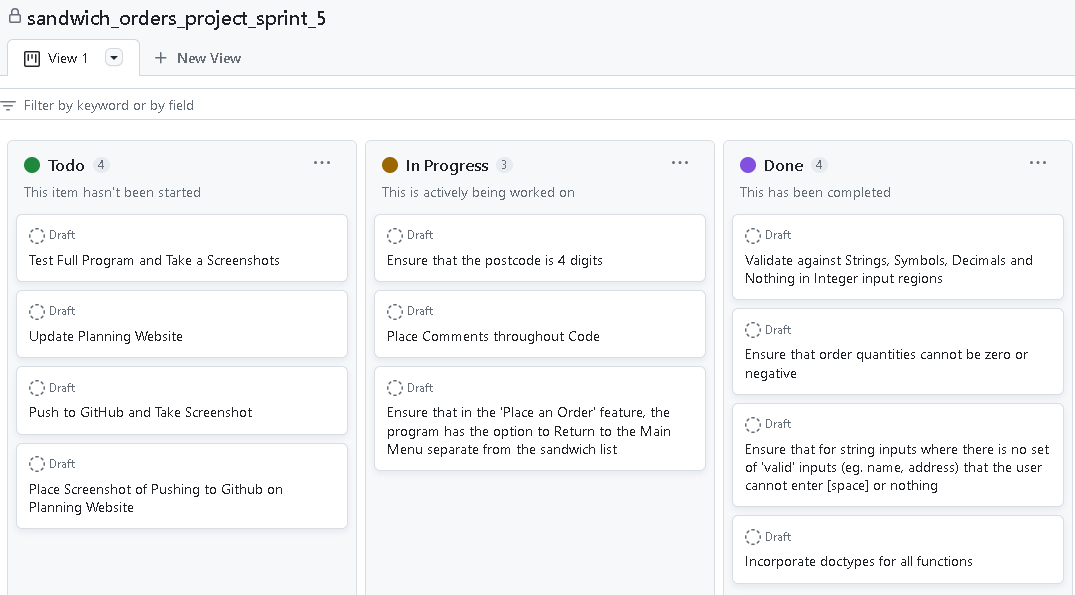 sandwich_orders_project_sprint_5
View 1
New View
Filter by keyword or by field
Todo 4
This item hasn't been started
Draft
Test Full Program and Take a Screenshots
Draft
Update Planning Website
Draft
Push to GitHub and Take Screenshot
Draft
Place Screenshot of Pushing to Github on
Planning Website
In Progress 3
This is actively being worked on
Draft
Ensure that the postcode is 4 digits
Draft
Place Comments throughout Code
Draft
Ensure that in the 'Place an Order' feature, the
program has the option to Return to the Main
Menu separate from the sandwich list
Done 4
This has been completed
Draft
Validate against Strings, Symbols, Decimals and
Nothing in Integer input regions
Draft
Ensure that order quantities cannot be zero or
negative
Draft
Ensure that for string inputs where there is no set
of 'valid' inputs (eg. name, address) that the user
cannot enter [space] or nothing
Draft
Incorporate doctypes for all functions